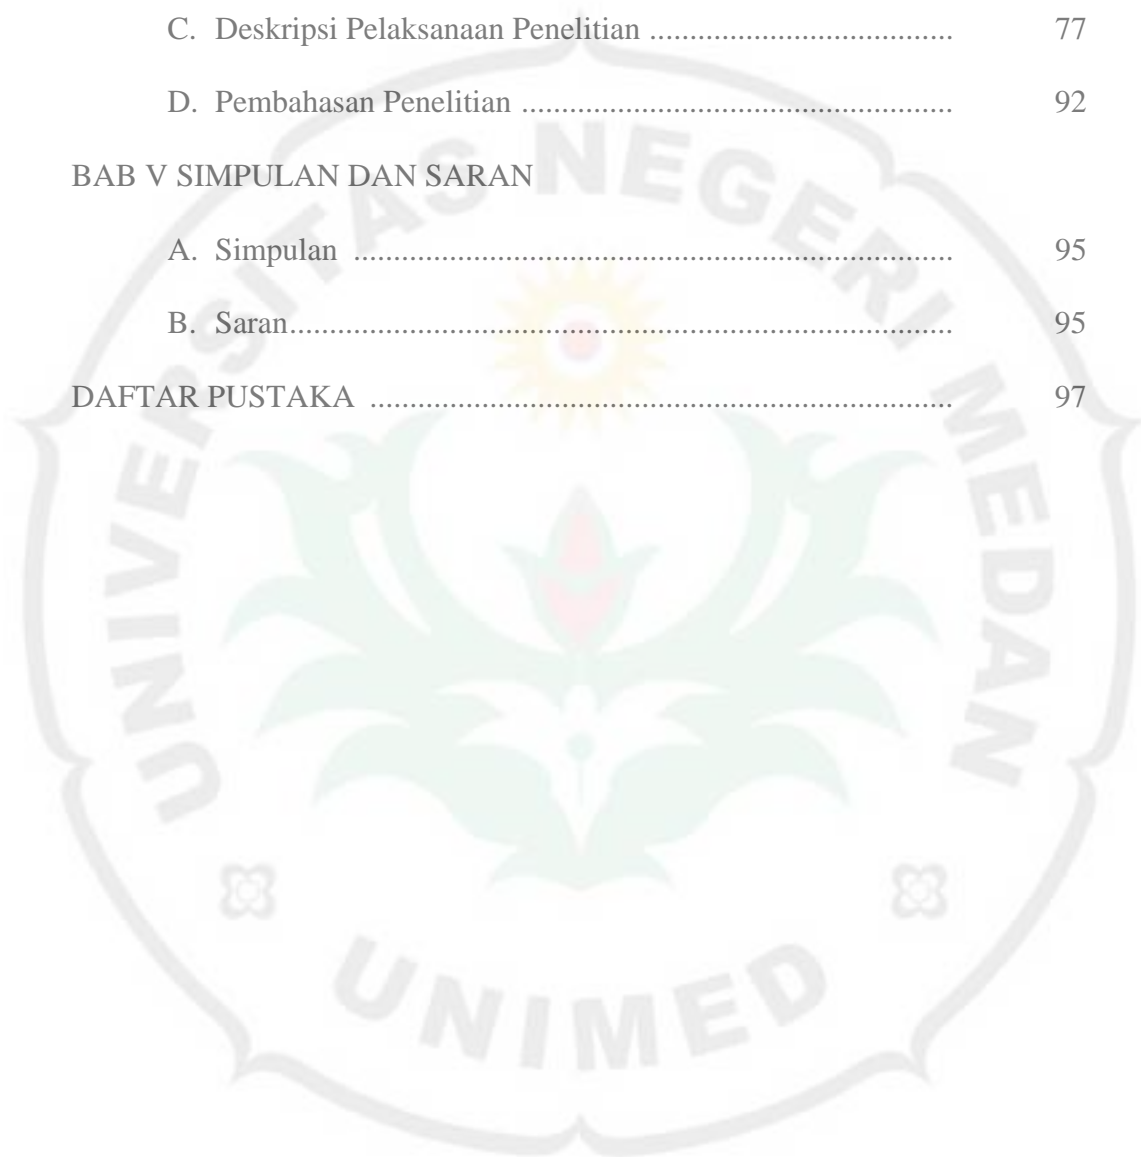 C. Deskripsi Pelaksanaan Penelitian ...................................... 77
D. Pembahasan Penelitian ...................................................... 92
BAB V SIMPULAN DAN SARAN
A. Simpulan ........................................................................... 95
B. Saran................................................................................... 95
DAFTAR PUSTAKA ......................................................................... 97
UNIVERSITAS NEGERI MEDAN
UNIMED